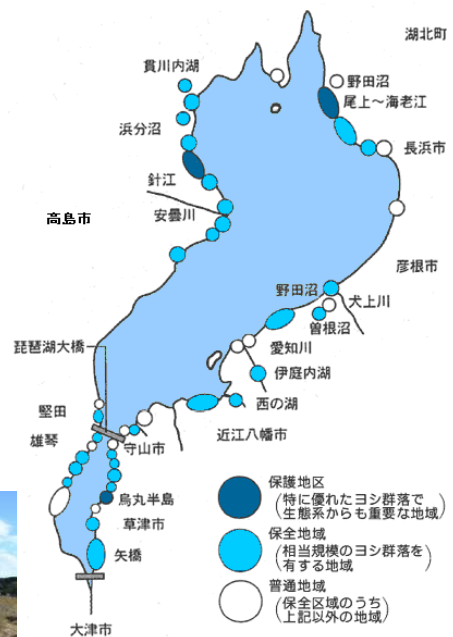 湖北町
貫川内湖
野田沼
尾上～海老江
浜分沼
長浜市
針江
高島市
安曇川
彦根市
野田沼
犬上川
曽根沼
琵琶湖大橋
愛知川
伊庭内湖
西の湖
堅田
近江八幡市
雄琴
守山市
烏丸半島
草津市
矢橋
大津市
保護地区
(特に優れたヨシ群落で
生態系からも重要な地域)
保全地域
(相当規模のヨシ群落を
有する地域)
普通地域
(保全区域のうち
上記以外の地域)